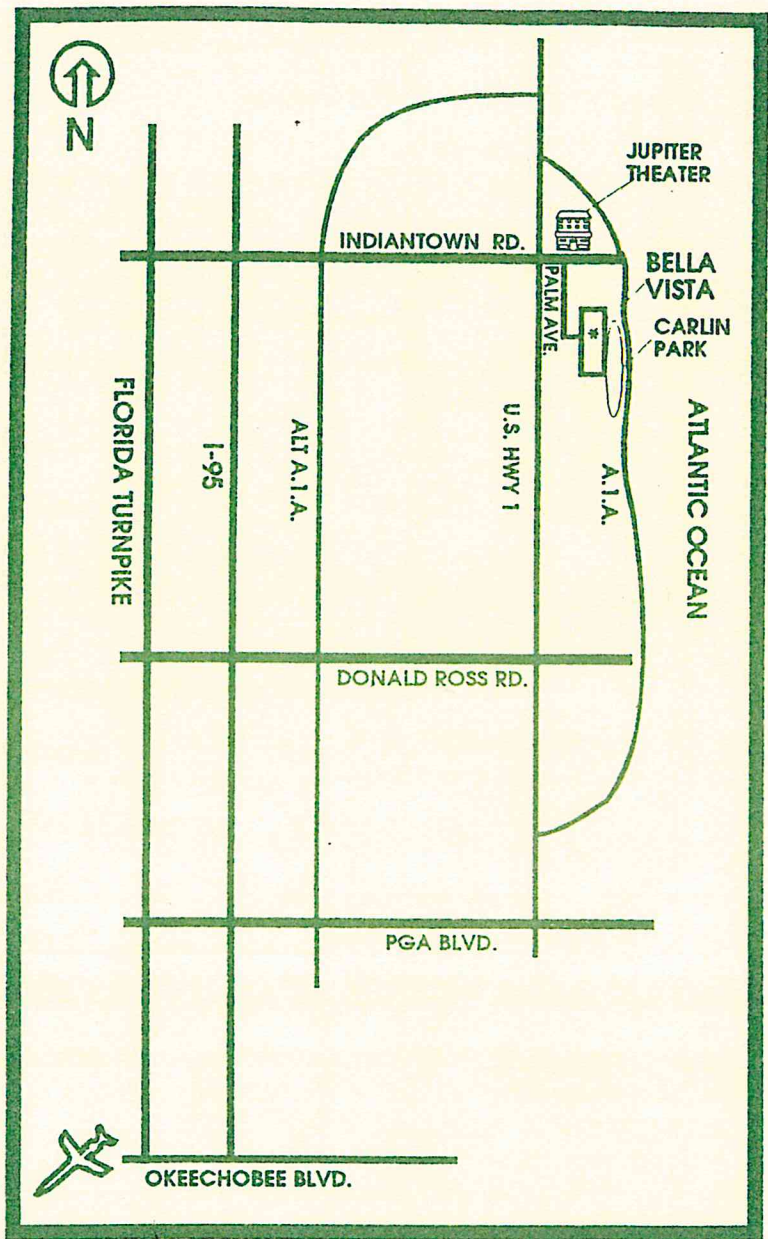 N
JUPITER
THEATER
INDIANTOWN RD.
BELLA
VISTA
PALM AVE.
*
CARLIN
PARK
FLORIDA TURNPIKE
I-95
ALT A.1.A.
U.S. HWY 1
A.1.A.
ATLANTIC OCEAN
DONALD ROSS RD.
PGA BLVD.
OKEECHOBEE BLVD.